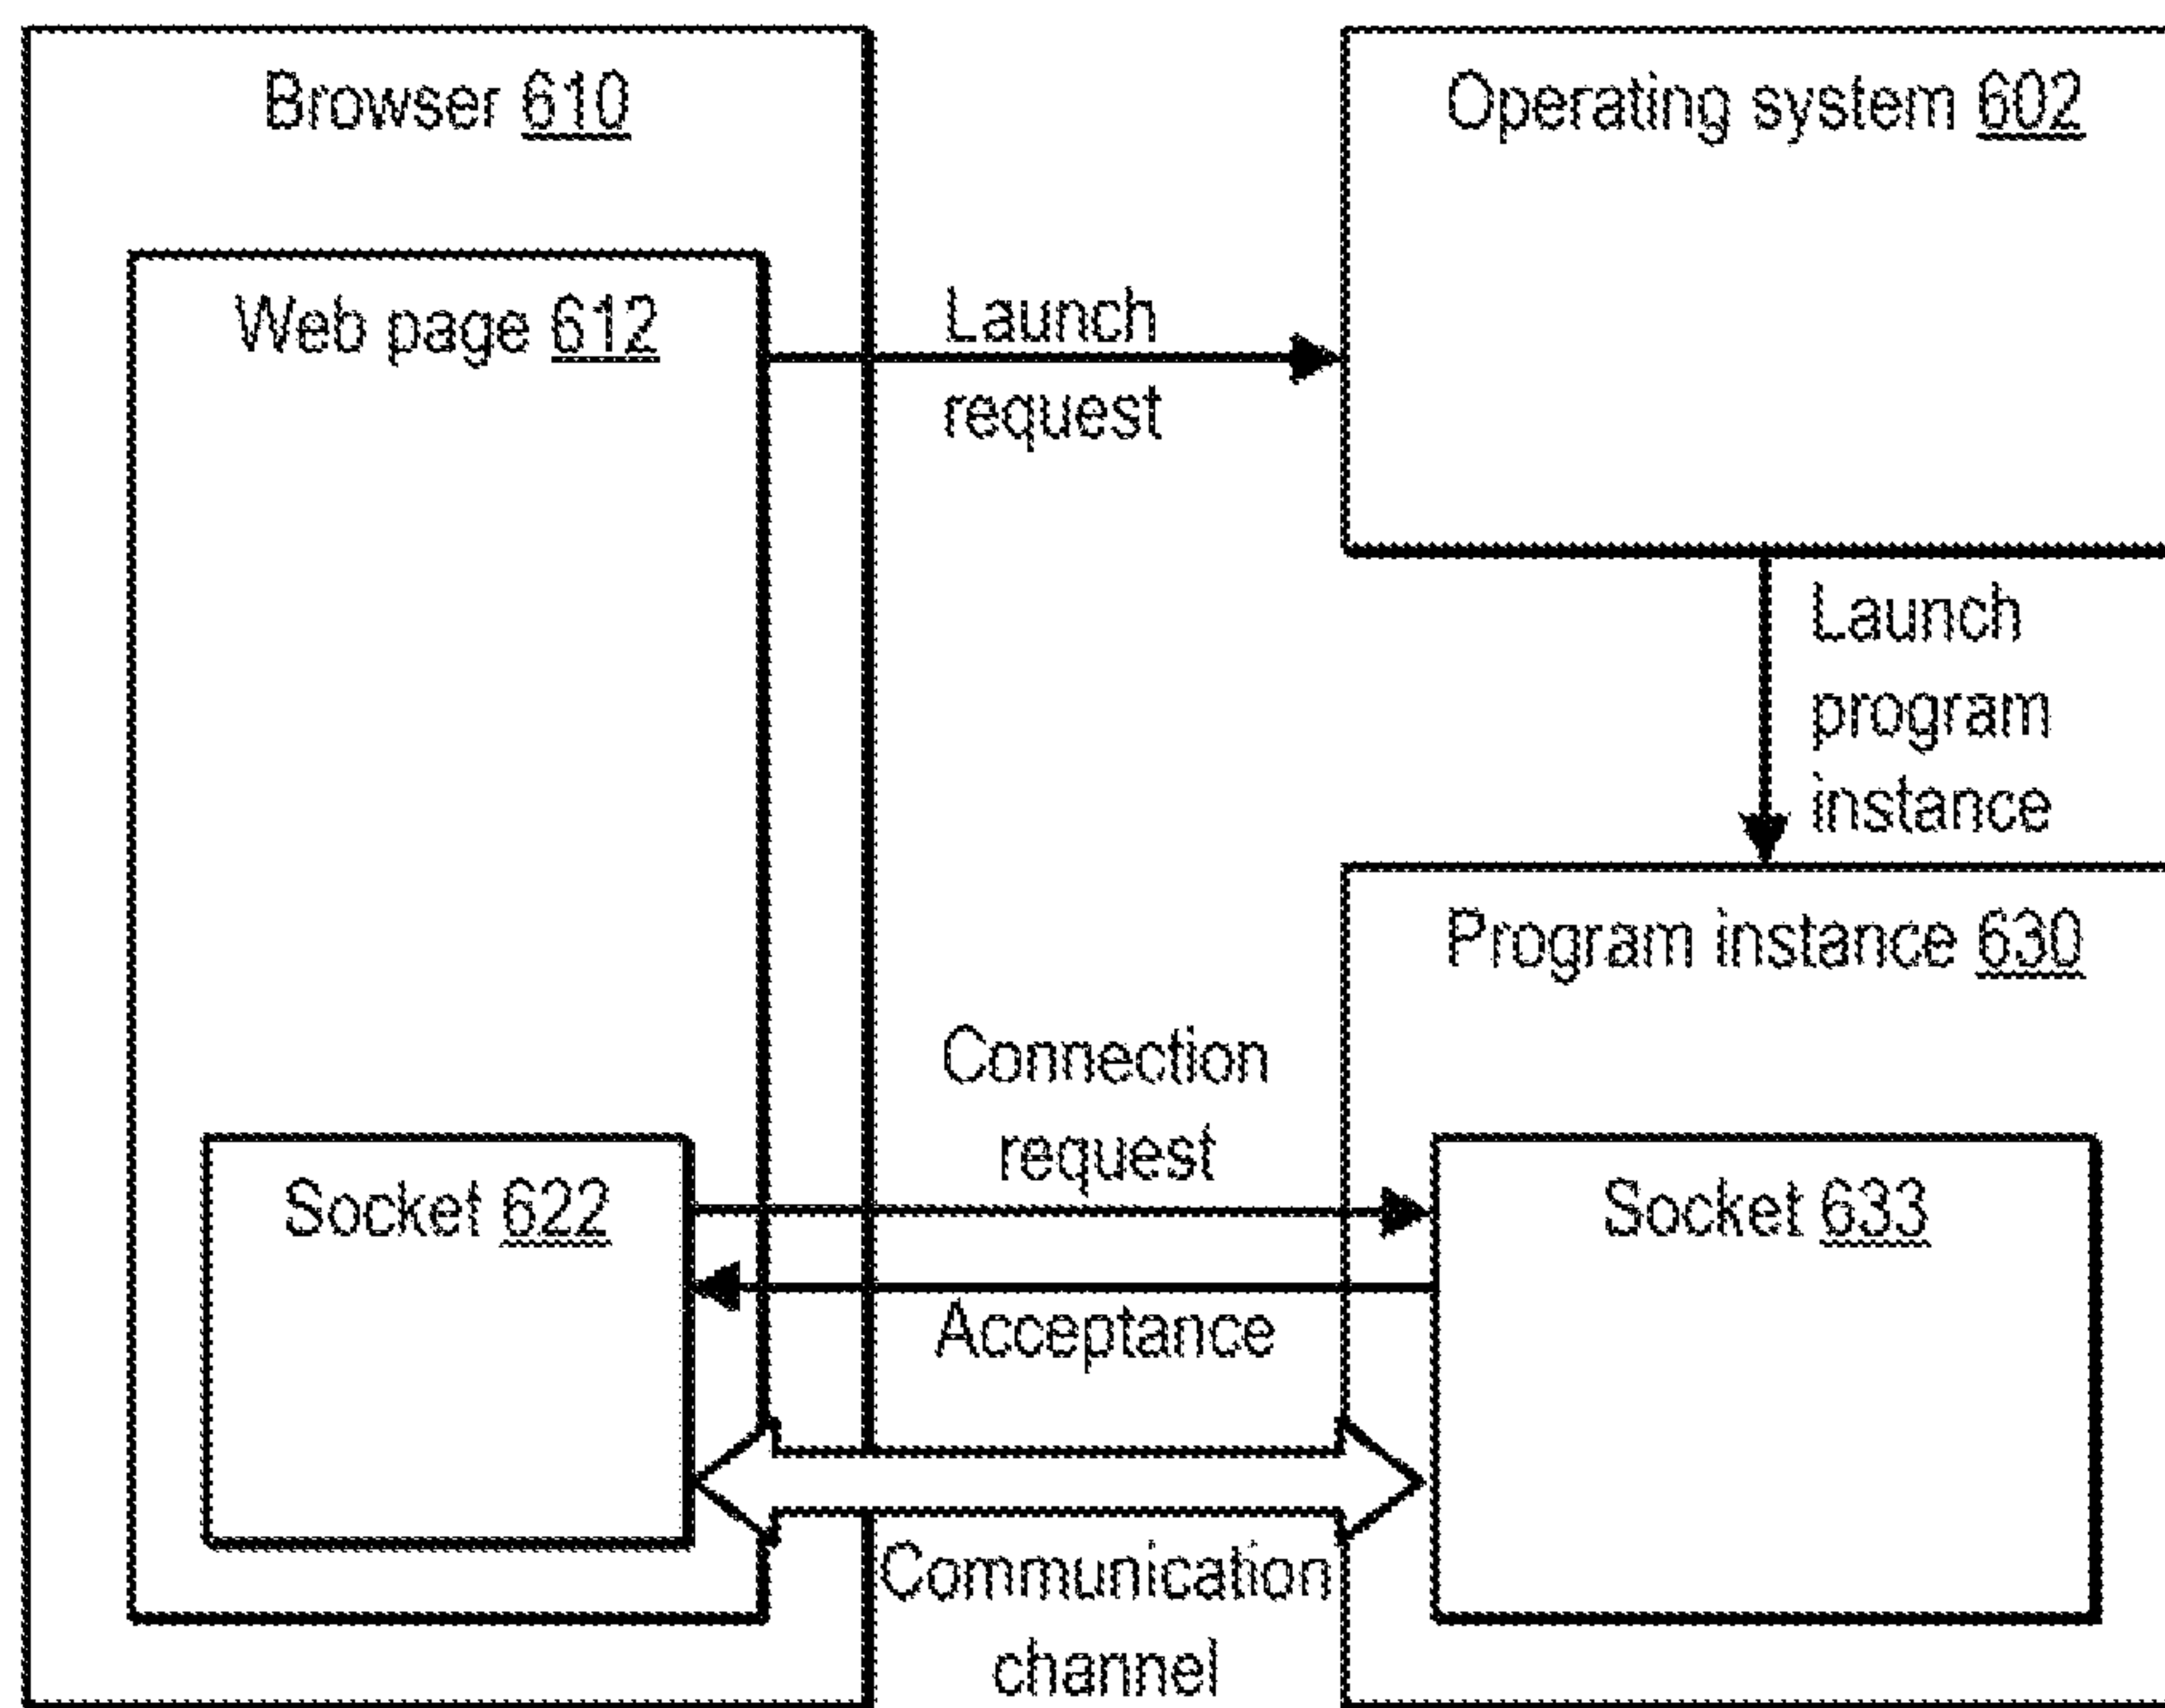 Browser 610
Operating system 602
Web page 612
Launch
request
Launch
program
instance
Program instance 630
Connection
request
Socket 622
Socket 633
Acceptance
Communication
channel